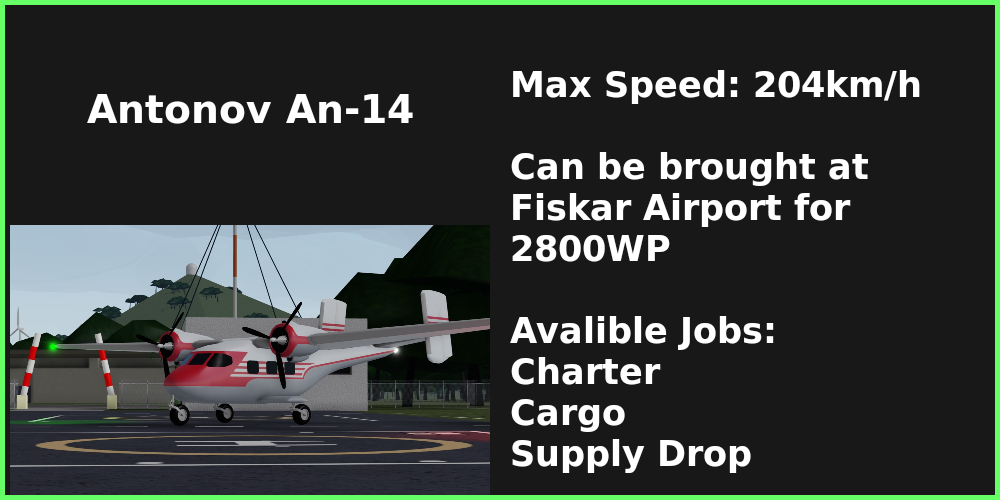 Antonov An-14
Max Speed: 204km/h
Can be brought at
Fiskar Airport for
2800WP
Avalible Jobs:
Charter
Cargo
Supply Drop